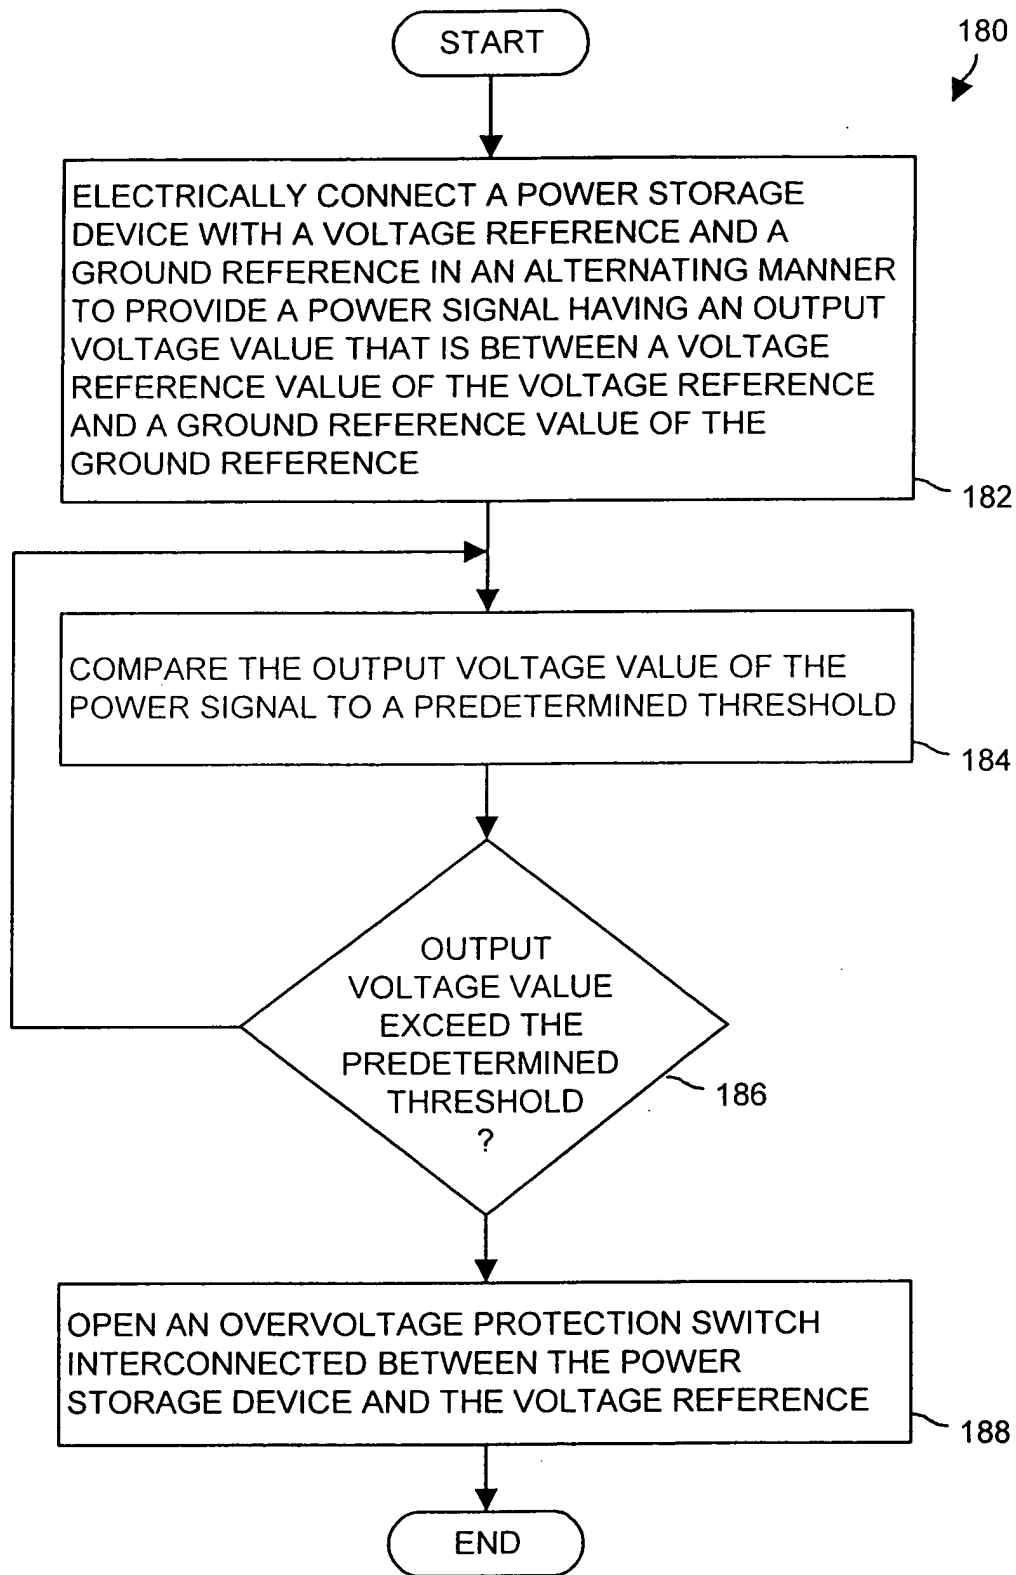 START
180
ELECTRICALLY CONNECT A POWER STORAGE
DEVICE WITH A VOLTAGE REFERENCE AND A
GROUND REFERENCE IN AN ALTERNATING MANNER
TO PROVIDE A POWER SIGNAL HAVING AN OUTPUT
VOLTAGE VALUE THAT IS BETWEEN A VOLTAGE
REFERENCE VALUE OF THE VOLTAGE REFERENCE
AND A GROUND REFERENCE VALUE OF THE
GROUND REFERENCE
182
COMPARE THE OUTPUT VOLTAGE VALUE OF THE
POWER SIGNAL TO A PREDETERMINED THRESHOLD
184
OUTPUT
VOLTAGE VALUE
EXCEED THE
PREDETERMINED
THRESHOLD
?
186
OPEN AN OVERVOLTAGE PROTECTION SWITCH
INTERCONNECTED BETWEEN THE POWER
STORAGE DEVICE AND THE VOLTAGE REFERENCE
188
END